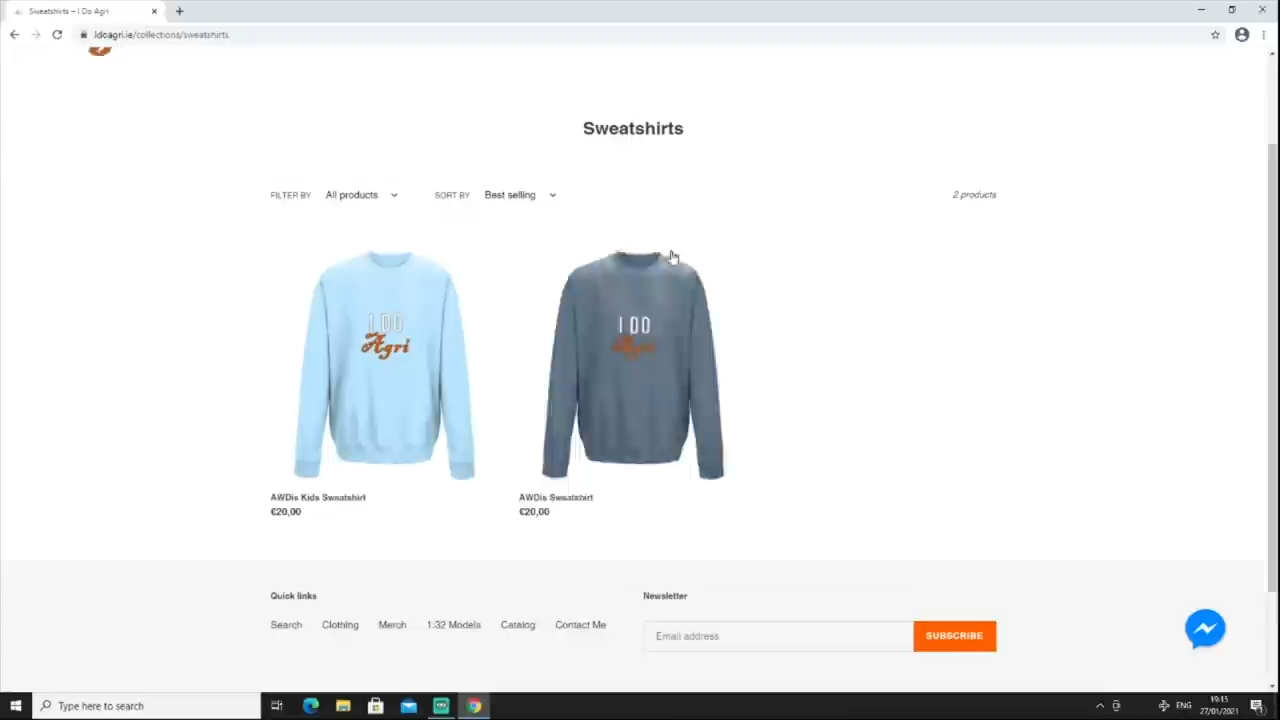 Sweatshirts – I Do Agri
idoagri.ie/collections/sweatshirts
Sweatshirts
FILTER BY All products SORT BY Best selling 2 products
I DO
Agri
I DO
Agri
AWDis Kids Sweatshirt
€20,00
AWDis Sweatshirt
€20,00
Quick links
Search Clothing Merch 1:32 Models Catalog Contact Me
Newsletter
Email address SUBSCRIBE
Type here to search
ENG
19:15
27/01/2021